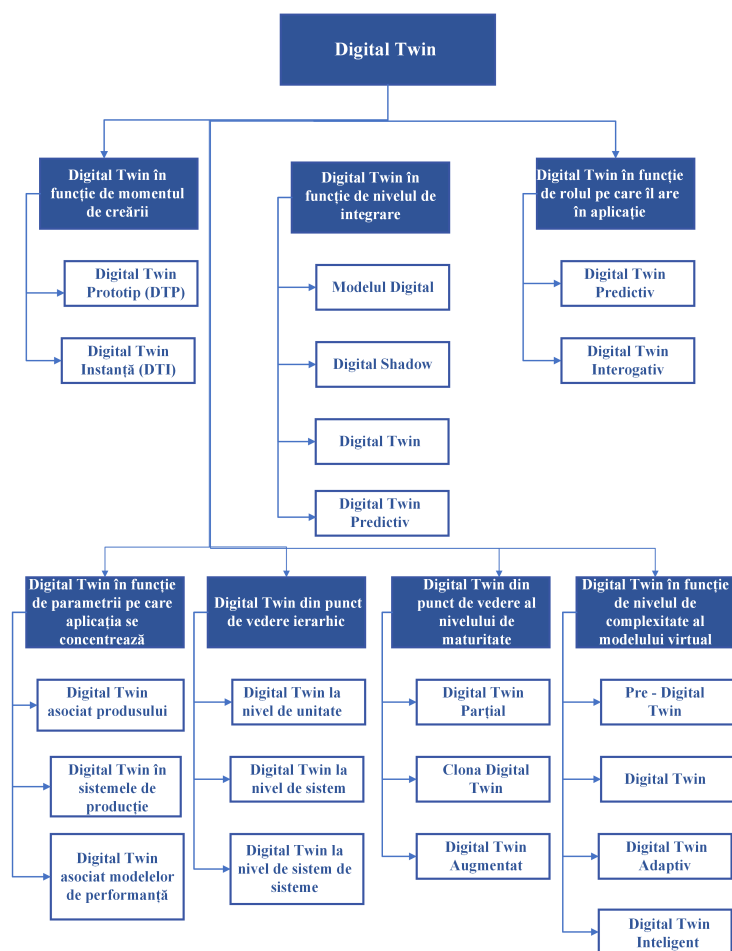 Digital Twin
Digital Twin în
funcție de momentul
de creării
Digital Twin
Prototip (DTP)
Digital Twin
Instanță (DTI)
Digital Twin în
funcție de nivelul de
integrare
Modelul Digital
Digital Shadow
Digital Twin
Digital Twin
Predictiv
Digital Twin în funcție
de rolul pe care îl are
în aplicație
Digital Twin
Predictiv
Digital Twin
Interogativ
Digital Twin în funcție
de parametrii pe care
aplicația se
concentrează
Digital Twin
asociat produsului
Digital Twin în
sistemele de
producție
Digital Twin
asociat modelelor
de performanță
Digital Twin din punct
de vedere ierarhic
Digital Twin la
nivel de unitate
Digital Twin la
nivel de sistem
Digital Twin la
nivel de sistem de
sisteme
Digital Twin din
punct de vedere al
nivelului de
maturitate
Digital Twin
Parțial
Clona Digital
Twin
Digital Twin
Augmentat
Digital Twin în funcție
de nivelul de
complexitate al
modelului virtual
Pre - Digital
Twin
Digital Twin
Digital Twin
Adaptiv
Digital Twin
Inteligent